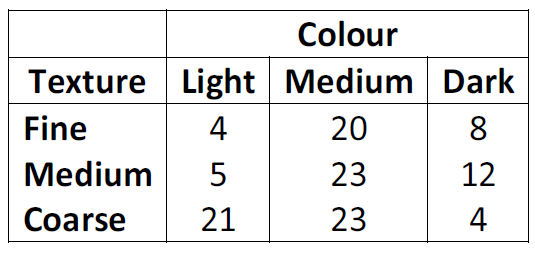 Colour
Texture Light Medium Dark
Fine 4 20 8
Medium 5 23 12
Coarse 21 23 4